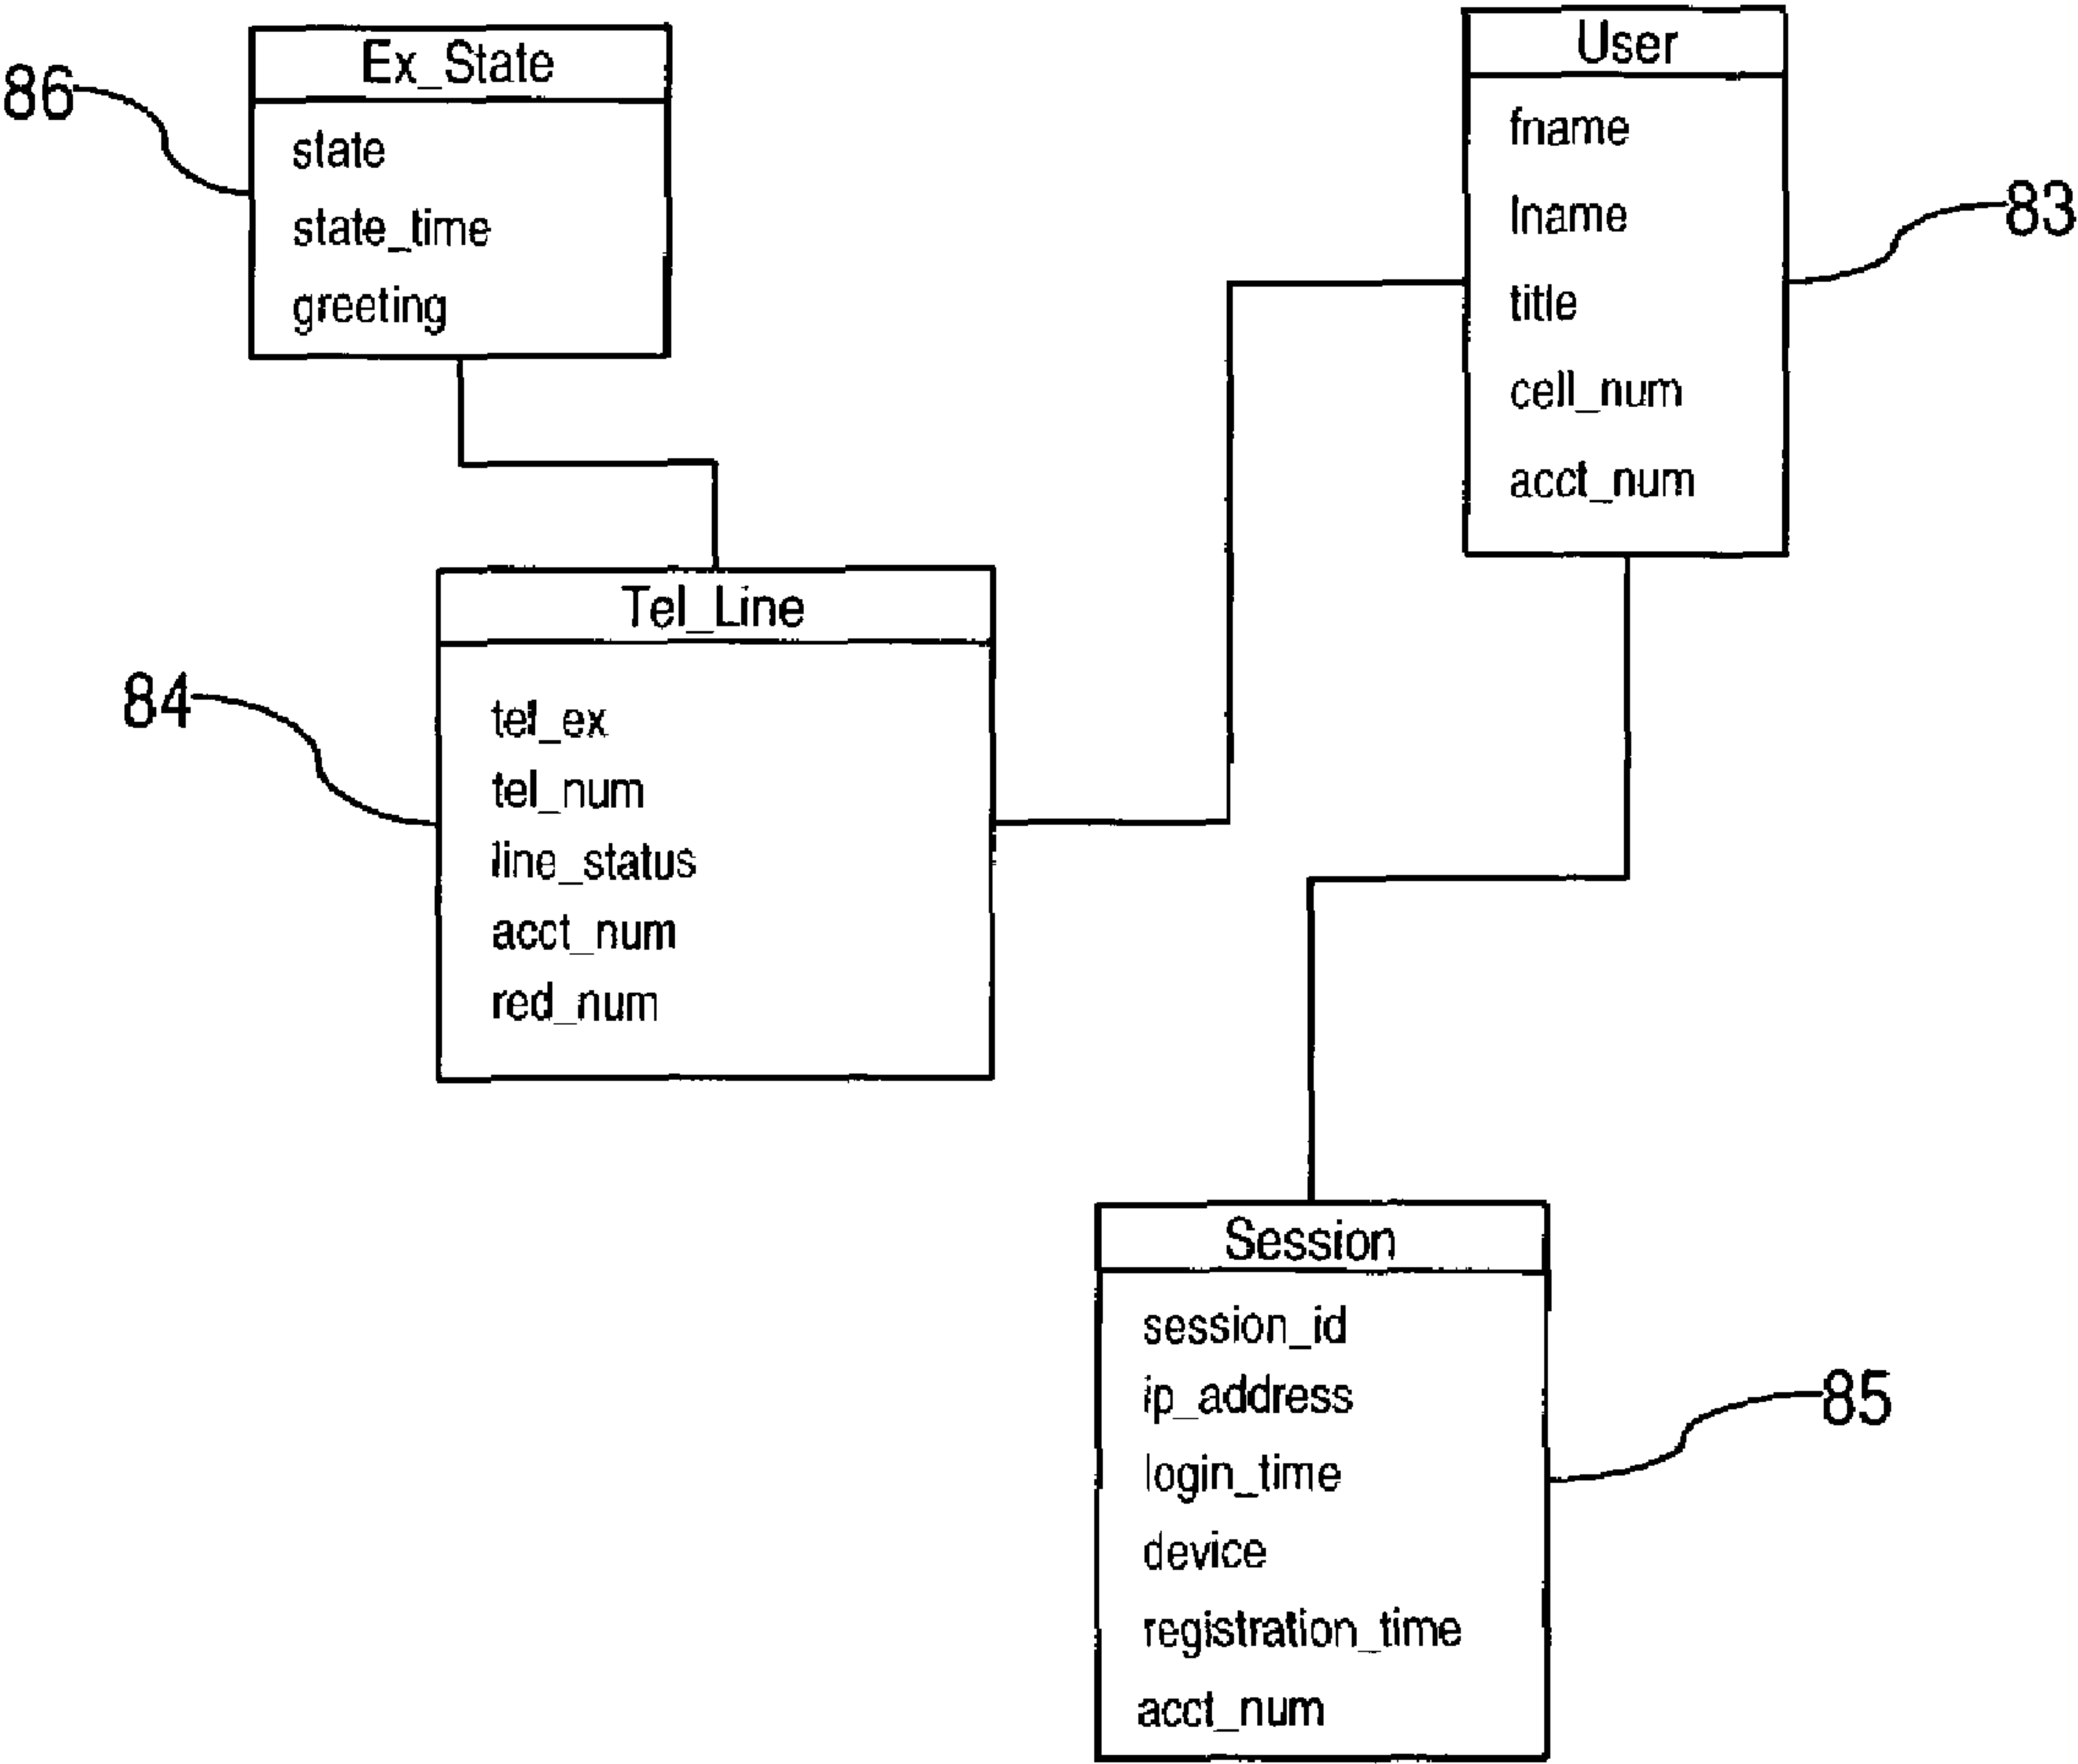 86
Ex_State
state
state_time
greeting
User
fname
lname
title
cell_num
acct_num
83
84
Tel_Line
tel_ex
tel_num
line_status
acct_num
red_num
Session
session_id
ip_address
login_time
device
registration_time
acct_num
85